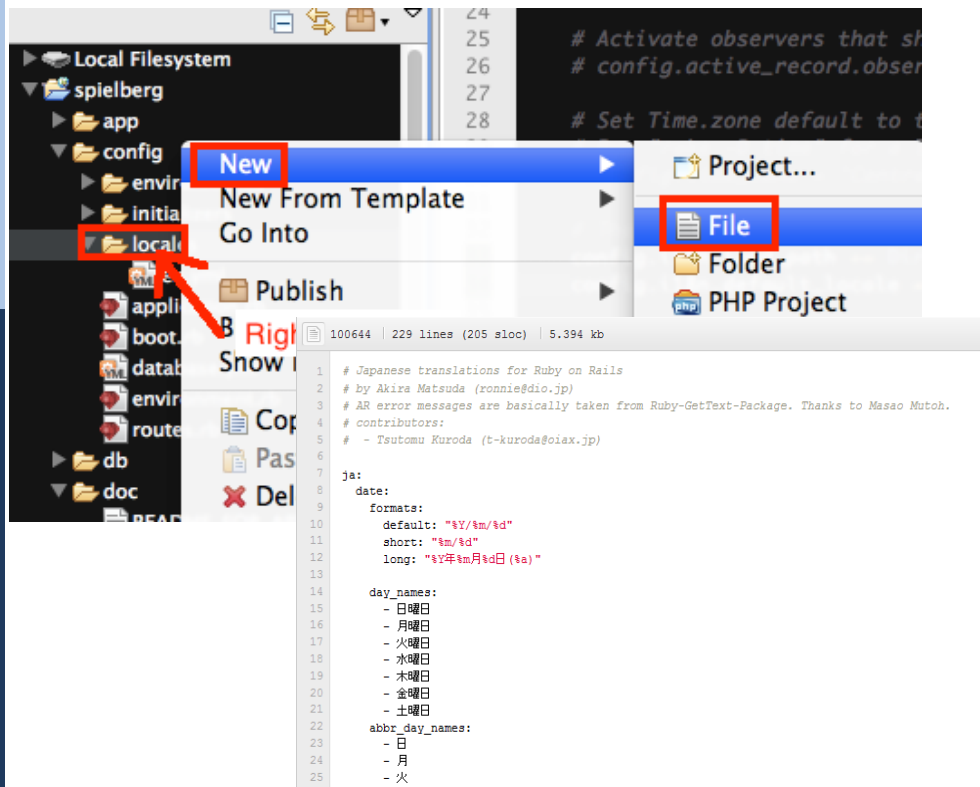 Local Filesystem
spielberg
app
config
db
doc
24
25
26
27
28
# Activate observers that
# config.active_record.
# Set Time.zone default to
New
New From Template
Go Into
Publish
Show
Project...
File
Folder
PHP Project
100644 | 229 lines (205 sloc) | 5.394 kb
1 # Japanese translations for Ruby on Rails
2 # by Akira Matsuda (ronnie@dio.jp)
3 # AR error messages are basically taken from Ruby-GetText-Package. Thanks to Masao Mutoh.
4 # contributors:
5 # - Tsutomu Kuroda (t-kuroda@oiax.jp)
6
7 ja:
8 date:
9 formats:
10 default: "%Y/%m/%d"
11 short: "%m/%d"
12 long: "%Y年%m月%d日(%a)"
13
14 day_names:
15 - 日曜日
16 - 月曜日
17 - 火曜日
18 - 水曜日
19 - 木曜日
20 - 金曜日
21 - 土曜日
22 abbr_day_names:
23 - 日
24 - 月
25 - 火